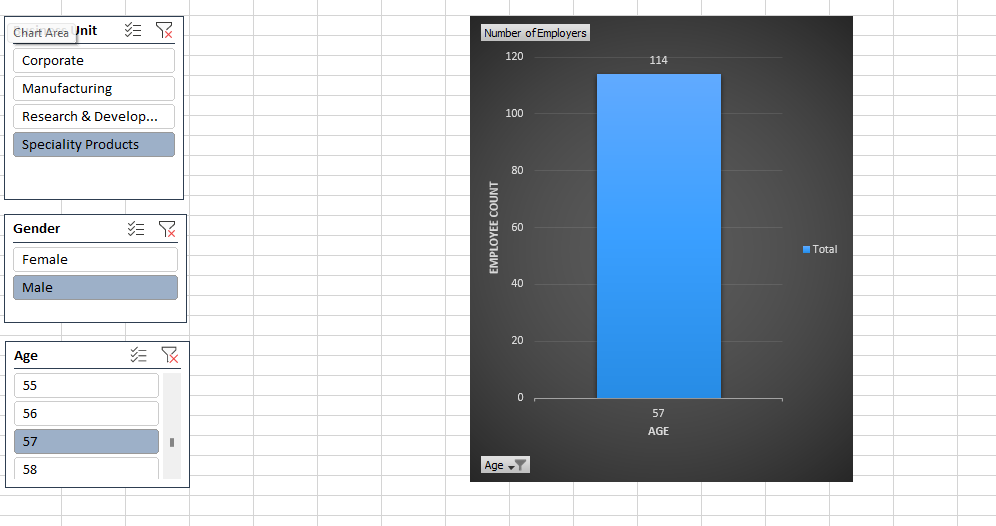 Chart Area
Unit
Corporate
Manufacturing
Research & Develop...
Speciality Products
Gender
Female
Male
Age
55
56
57
58
Number of Employers
120
100
80
60
40
20
0
EMPLOYEE COUNT
114
57
AGE
Total
Age